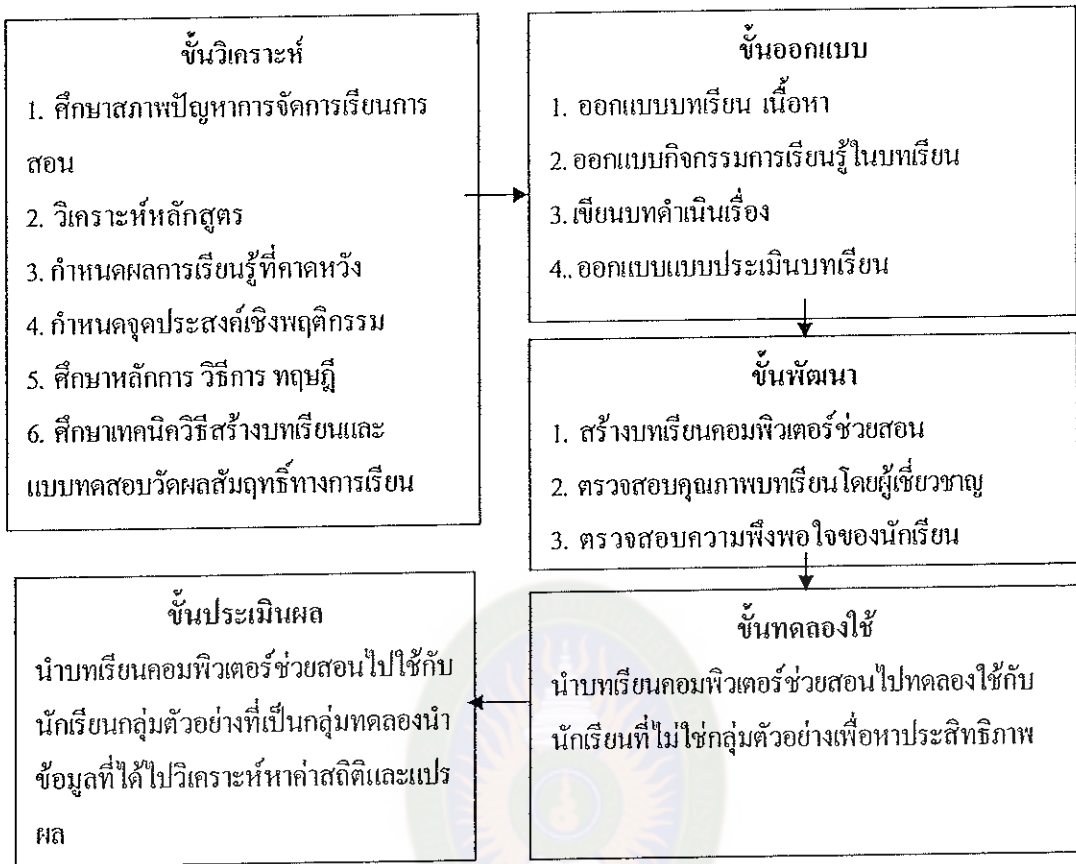 ขั้นวิเคราะห์
1. ศึกษาสภาพปัญหาการจัดการเรียนการ
สอน
2. วิเคราะห์หลักสูตร
3. กำหนดผลการเรียนรู้ที่คาดหวัง
4. กำหนดจุดประสงค์เชิงพฤติกรรม
5. ศึกษาหลักการ วิธีการ ทฤษฎี
6. ศึกษาเทคนิควิธีสร้างบทเรียนและ
แบบทดสอบวัดผลสัมฤทธิ์ทางการเรียน
ขั้นออกแบบ
1. ออกแบบบทเรียน เนื้อหา
2. ออกแบบกิจกรรมการเรียนรู้ในบทเรียน
3. เขียนบทดำเนินเรื่อง
4.. ออกแบบแบบประเมินบทเรียน
ขั้นพัฒนา
1. สร้างบทเรียนคอมพิวเตอร์ช่วยสอน
2. ตรวจสอบคุณภาพบทเรียนโดยผู้เชี่ยวชาญ
3. ตรวจสอบความพึงพอใจของนักเรียน
ขั้นทดลองใช้
นำบทเรียนคอมพิวเตอร์ช่วยสอนไปทดลองใช้กับ
นักเรียนที่ไม่ใช่กลุ่มตัวอย่างเพื่อหาประสิทธิภาพ
ขั้นประเมินผล
นำบทเรียนคอมพิวเตอร์ช่วยสอนไปใช้กับ
นักเรียนกลุ่มตัวอย่างที่เป็นกลุ่มทดลองนำ
ข้อมูลที่ได้ไปวิเคราะห์หาค่าสถิติและแปร
ผล